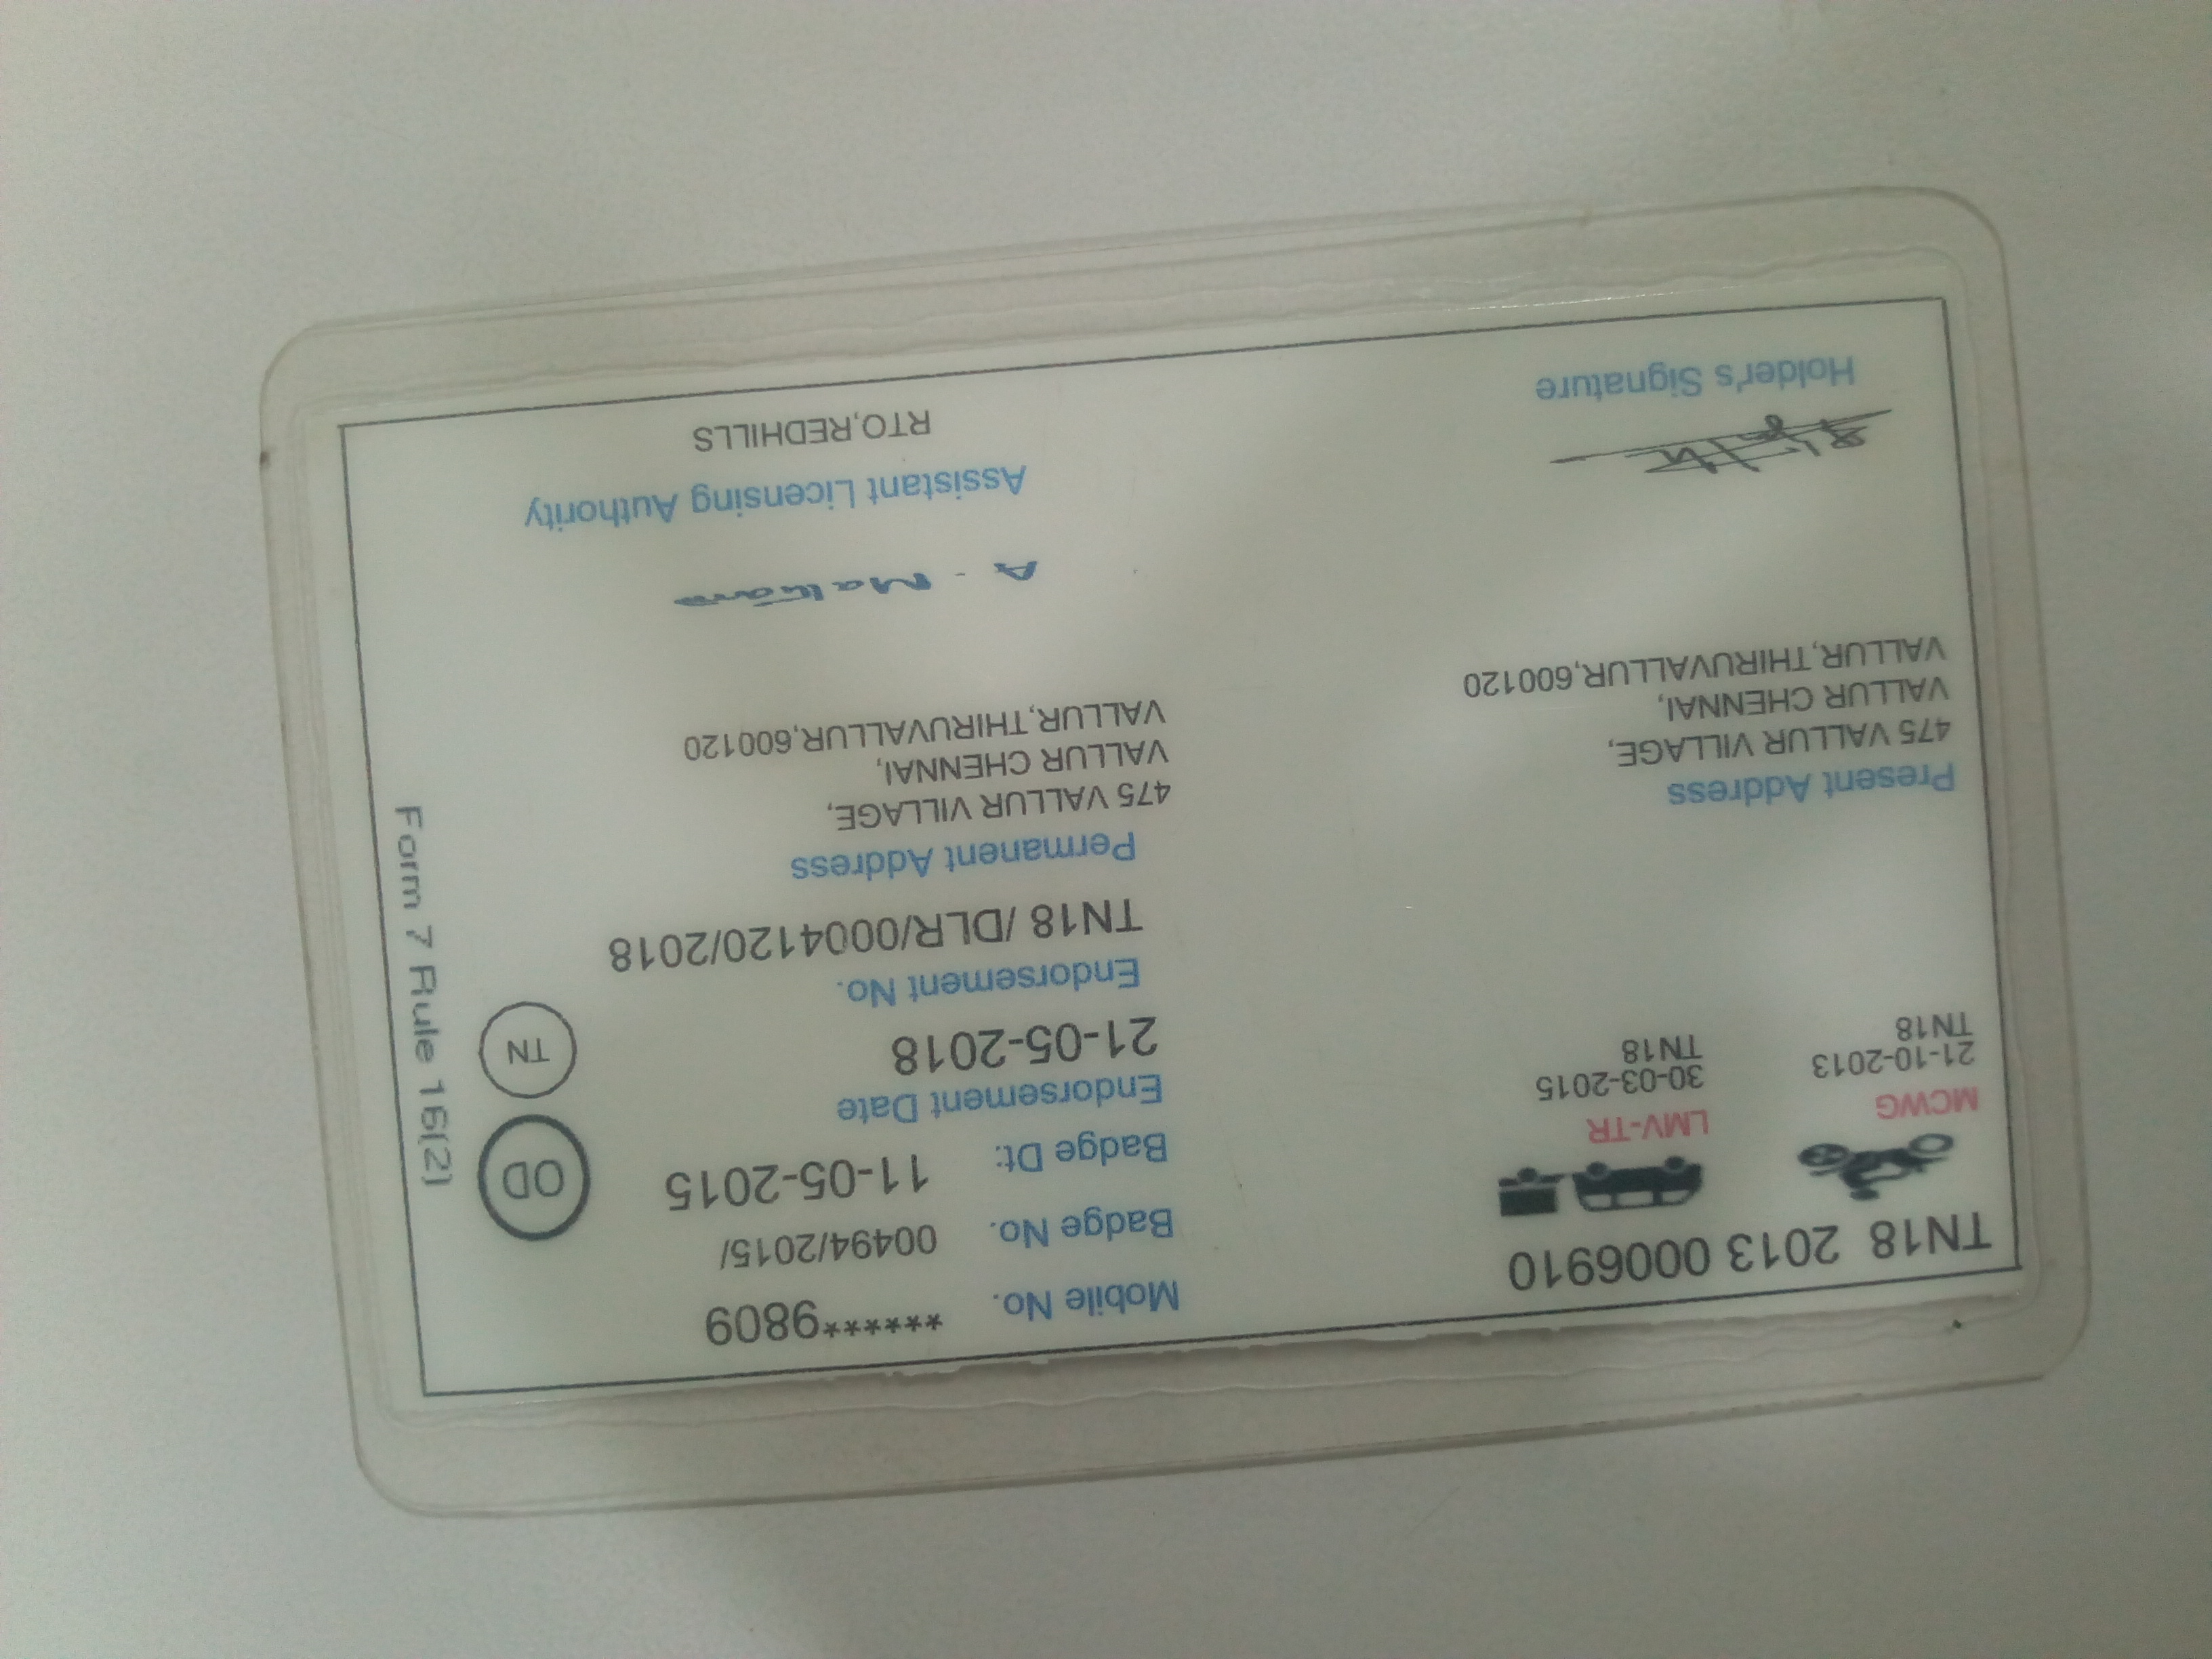 TN18 2013 0006910
MCWG
21-10-2013
TN18
LMV-TR
30-03-2015
TN18
Present Address
475 VALLUR VILLAGE,
VALLUR CHENNAI,
VALLUR,THIRUVALLUR,600120
Holder's Signature
Mobile No. ******9809
Badge No. 00494/2015/
Badge Dt: 11-05-2015
Endorsement Date
21-05-2018
Endorsement No.
TN18 /DLR/0004120/2018
Permanent Address
475 VALLUR VILLAGE,
VALLUR CHENNAI,
VALLUR,THIRUVALLUR,600120
Assistant Licensing Authority
RTO,REDHILLS
OD
TN
Form 7 Rule 16(2)